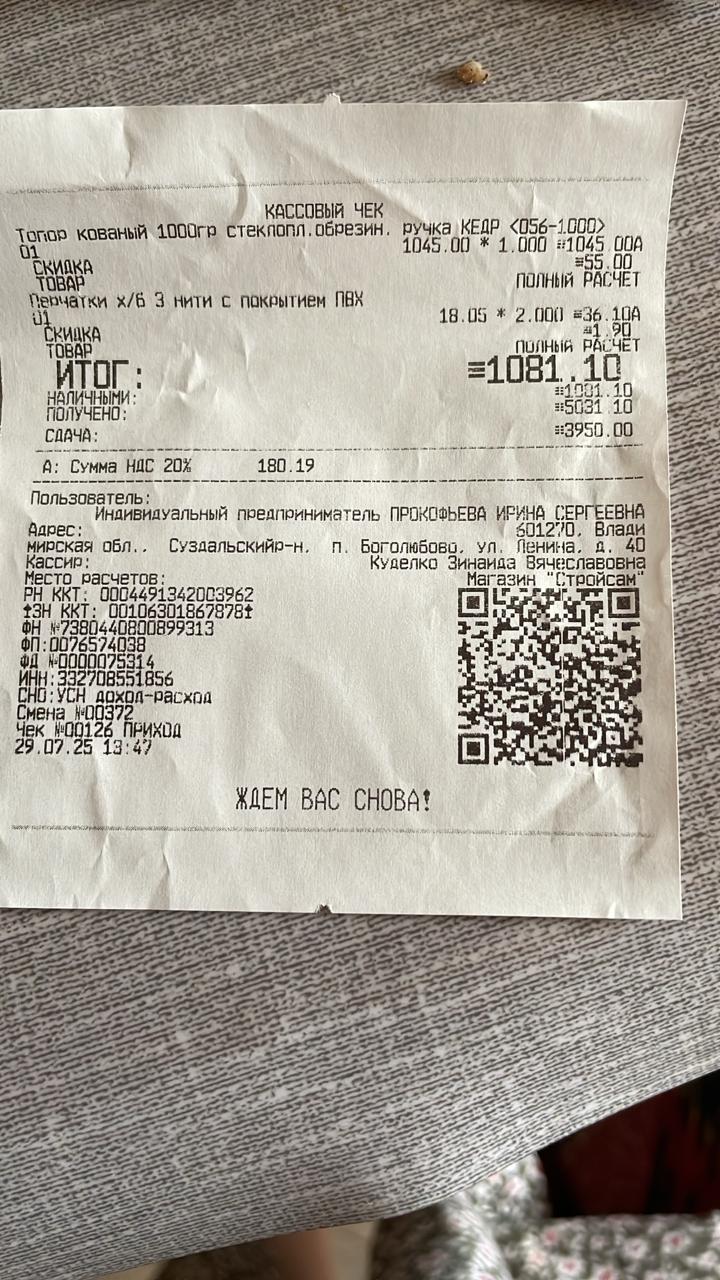 КАССОВЫЙ ЧЕК
Топор кованый 1000гр стеклопл.обрезин. ручка КЕДР <056-1000>
01 1045.00 * 1.000 ≡1045.00А
СКИДКА ≡55.00
ТОВАР ПОЛНЫЙ РАСЧЕТ
Перчатки х/б 3 нити с покрытием ПВХ
01 18.05 * 2.000 ≡36.10А
СКИДКА ≡1.90
ТОВАР ПОЛНЫЙ РАСЧЕТ
ИТОГ: ≡1081.10
НАЛИЧНЫМИ: ≡1081.10
ПОЛУЧЕНО: ≡5031.10
СДАЧА: ≡3950.00
А: Сумма НДС 20% 180.19
Пользователь:
Индивидуальный предприниматель ПРОКОФЬЕВА ИРИНА СЕРГЕЕВНА
Адрес: 601270, Влади
мирская обл., Суздальскийр-н, п. Боголюбово, ул. Ленина, д. 40
Кассир: Куделко Зинаида Вячеславовна
Место расчетов: Магазин "Стройсам"
РН ККТ: 0004491342003962
*ЗН ККТ: 00106301867878*
ФН №7380440800899313
ФП:0076574038
ФД №0000075314
ИНН:332708551856
СНО:УСН доход-расход
Смена №00372
Чек №00126 ПРИХОД
29.07.25 13:47
ЖДЕМ ВАС СНОВА!